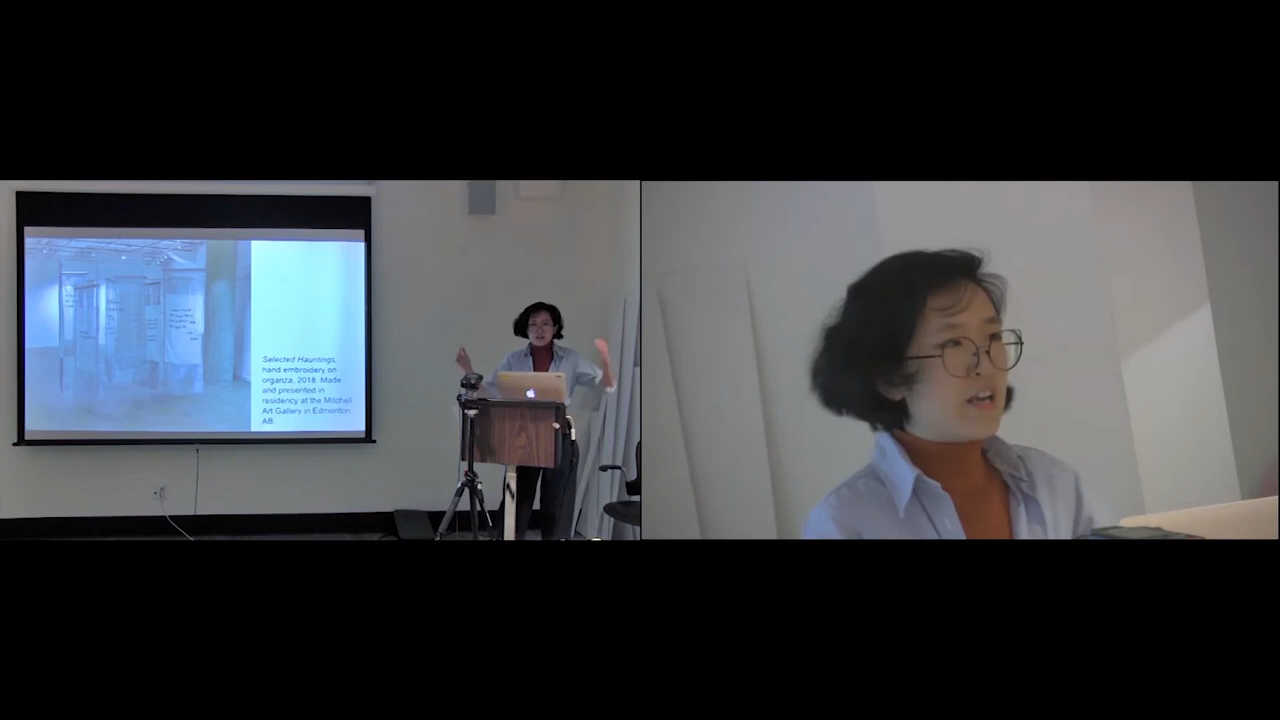 Selected Hauntings,
hand embroidery on
organza, 2018. Made
and presented in
residency at the Mitchell
Art Gallery in Edmonton,
AB.